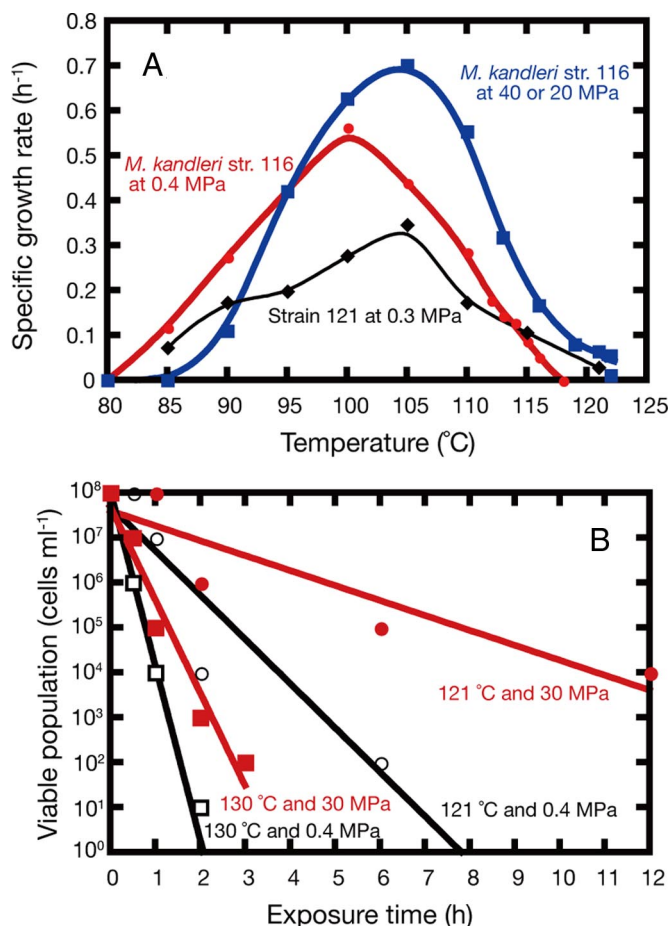 A
Specific growth rate (h⁻¹)
0.8
0.7
0.6
0.5
0.4
0.3
0.2
0.1
0
M. kandleri str. 116
at 40 or 20 MPa
M. kandleri str. 116
at 0.4 MPa
Strain 121 at 0.3 MPa
80 85 90 95 100 105 110 115 120 125
Temperature (°C)
B
Viable population (cells ml⁻¹)
10⁸
10⁷
10⁶
10⁵
10⁴
10³
10²
10¹
10⁰
121 °C and 30 MPa
130 °C and 30 MPa
121 °C and 0.4 MPa
130 °C and 0.4 MPa
0 1 2 3 4 5 6 7 8 9 10 11 12
Exposure time (h)